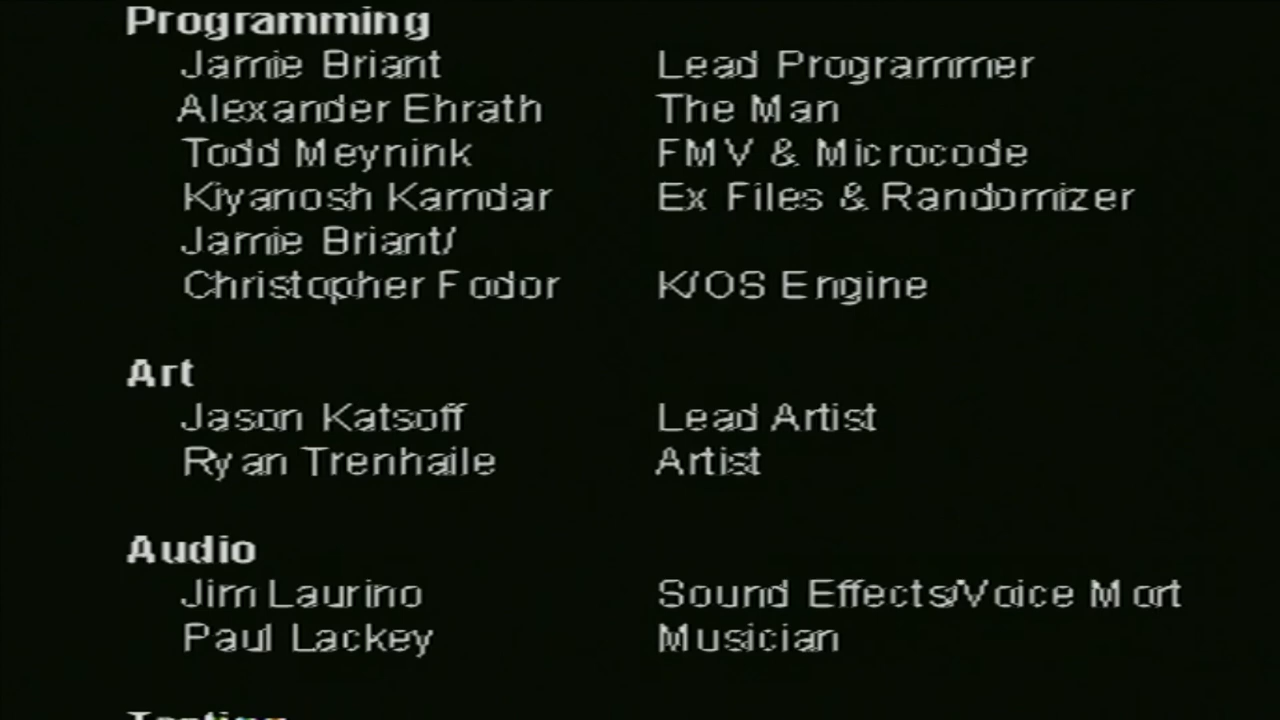 Programming
Jamie Briant Lead Programmer
Alexander Ehrath The Man
Todd Meynink FMV & Microcode
Kiyanosh Kamdar Ex Files & Randomizer
Jamie Briant/
Christopher Fodor K/OS Engine
Art
Jason Katsoff Lead Artist
Ryan Trenhaile Artist
Audio
Jim Laurino Sound Effects/Voice Mort
Paul Lackey Musician